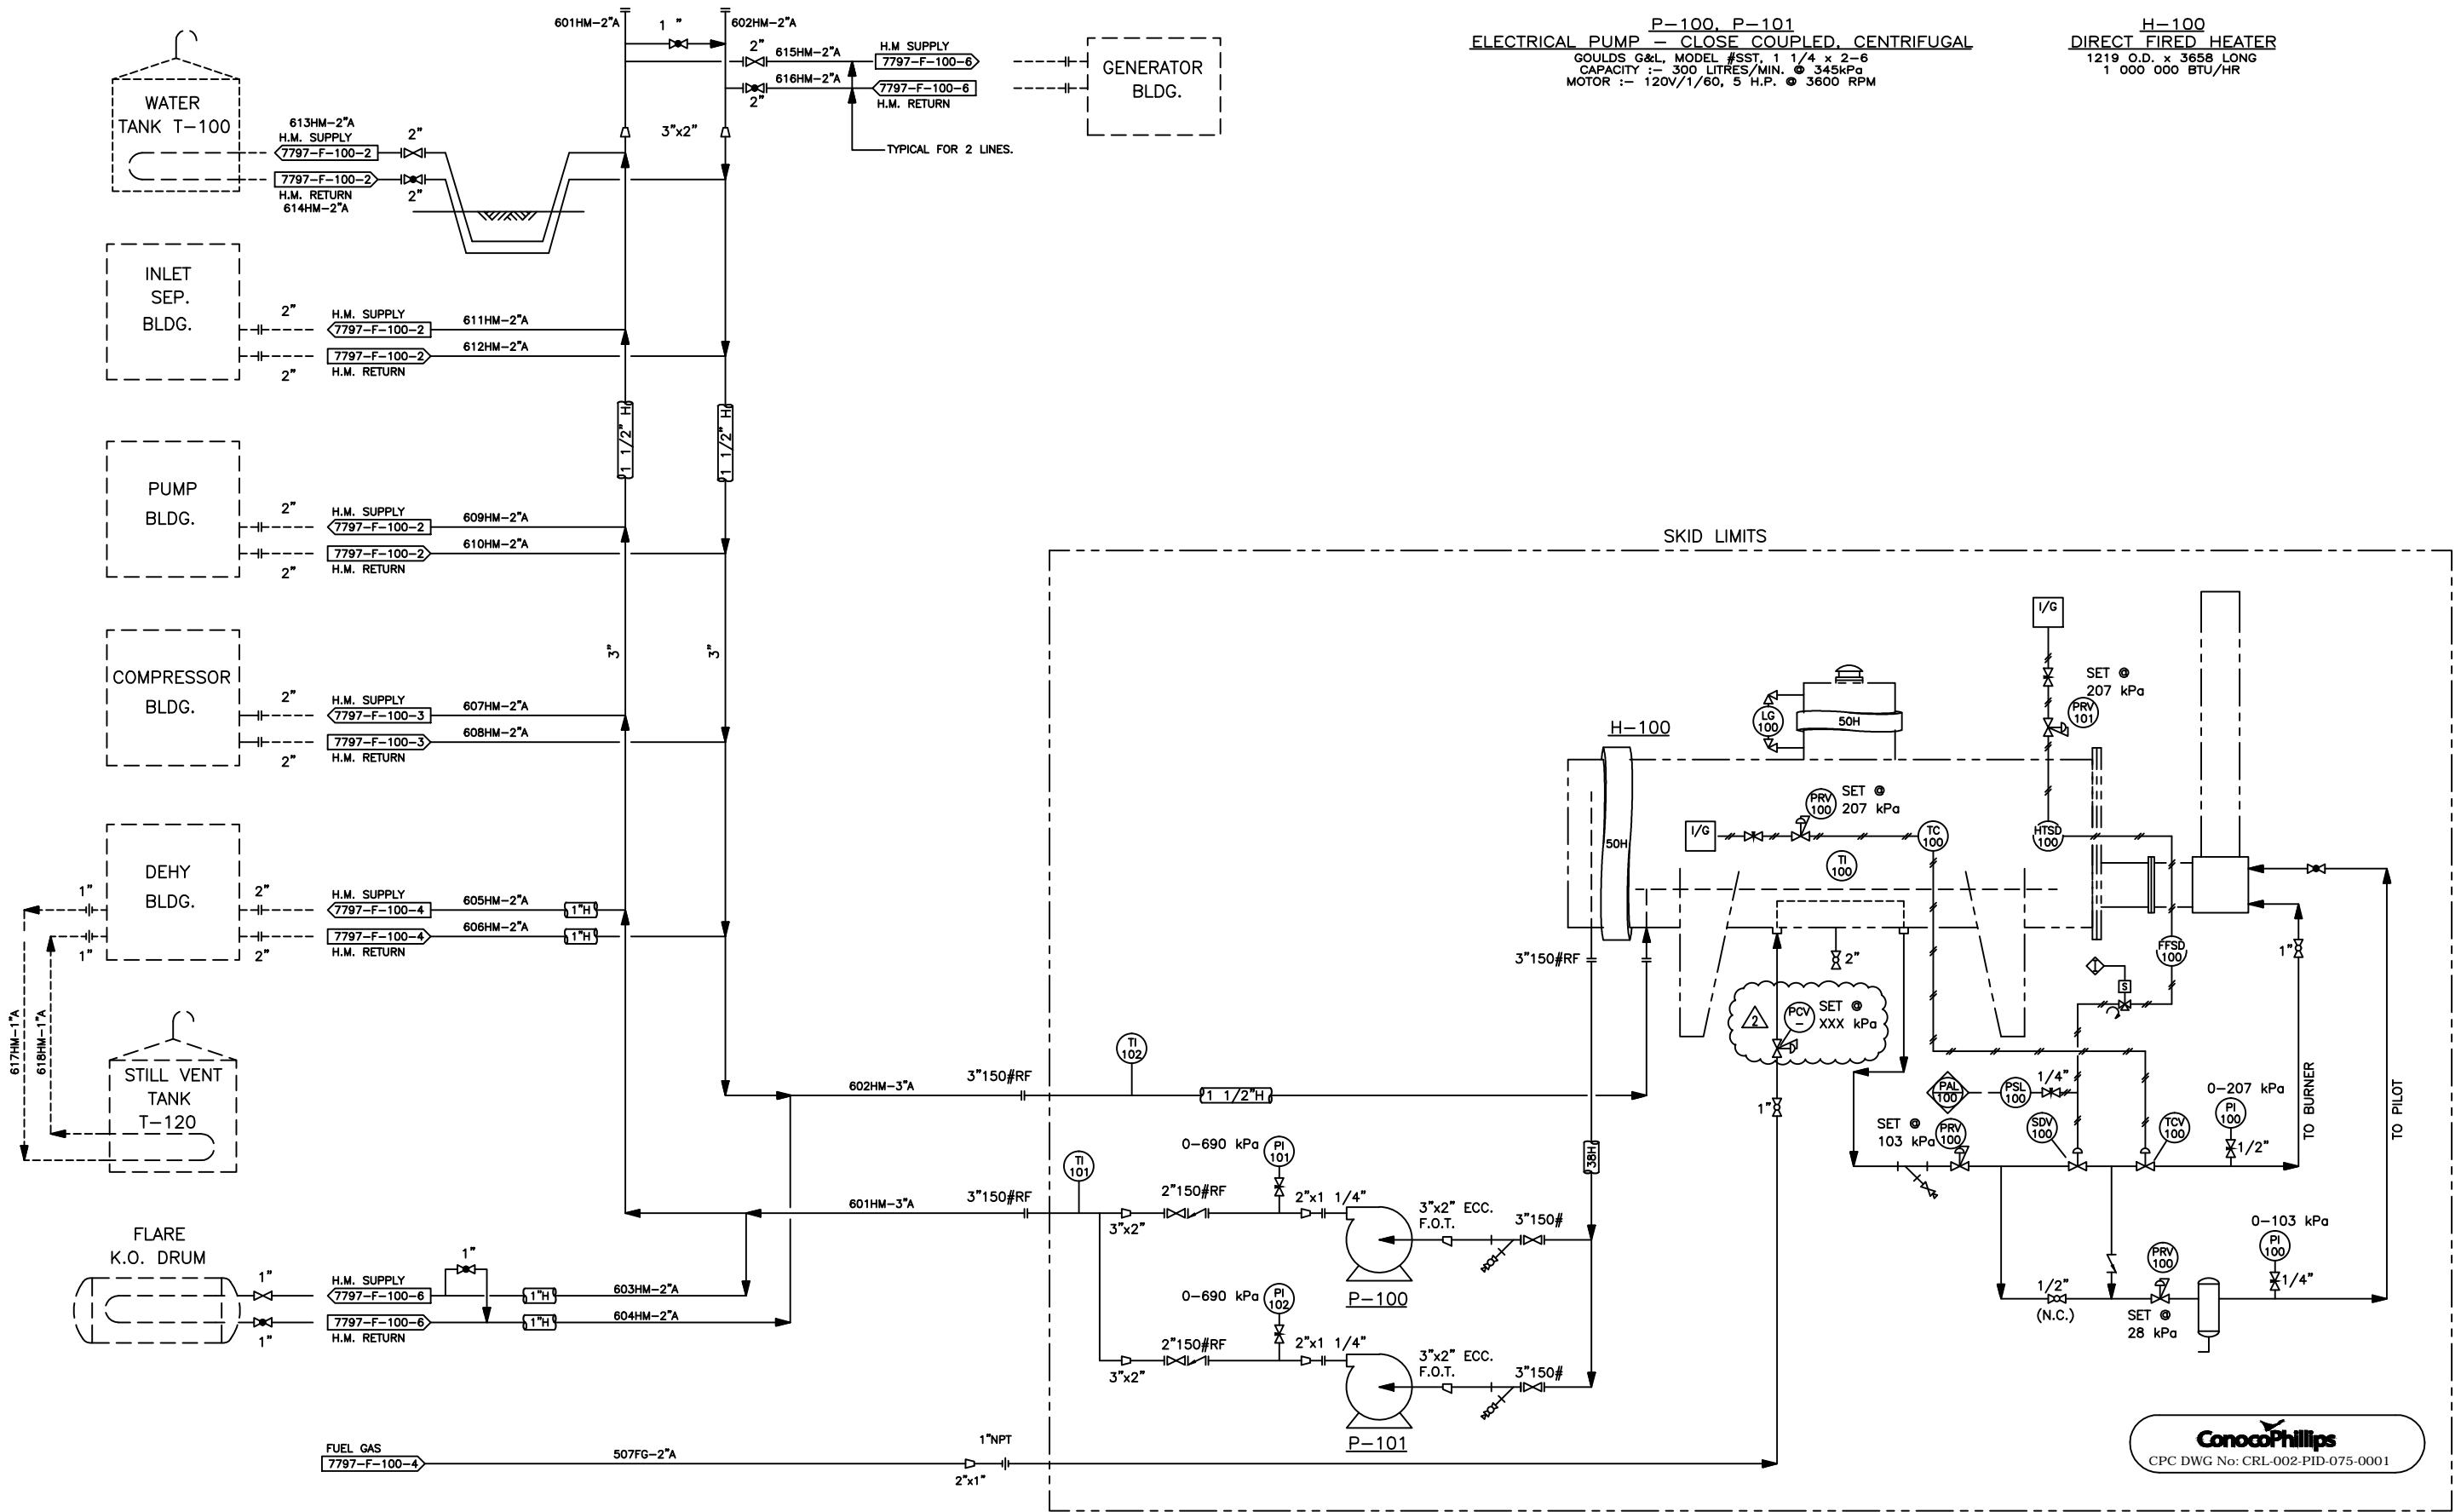 601HM-2"A
1 "
602HM-2"A
2"
615HM-2"A
H.M SUPPLY
7797-F-100-6
616HM-2"A
2"
7797-F-100-6
H.M. RETURN
GENERATOR
BLDG.
3"x2"
TYPICAL FOR 2 LINES.
P-100, P-101
ELECTRICAL PUMP - CLOSE COUPLED, CENTRIFUGAL
GOULDS G&L, MODEL #SST, 1 1/4 x 2-6
CAPACITY :- 300 LITRES/MIN. @ 345kPa
MOTOR :- 120V/1/60, 5 H.P. @ 3600 RPM
H-100
DIRECT FIRED HEATER
1219 O.D. x 3658 LONG
1 000 000 BTU/HR
WATER
TANK T-100
613HM-2"A
H.M. SUPPLY
7797-F-100-2
2"
7797-F-100-2
H.M. RETURN
614HM-2"A
2"
INLET
SEP.
BLDG.
2"
H.M. SUPPLY
7797-F-100-2
611HM-2"A
612HM-2"A
7797-F-100-2
H.M. RETURN
2"
1 1/2" H
1 1/2" H
PUMP
BLDG.
2"
H.M. SUPPLY
7797-F-100-2
609HM-2"A
610HM-2"A
7797-F-100-2
H.M. RETURN
2"
3"
3"
COMPRESSOR
BLDG.
2"
H.M. SUPPLY
7797-F-100-3
607HM-2"A
608HM-2"A
7797-F-100-3
H.M. RETURN
2"
DEHY
BLDG.
1"
1"
2"
H.M. SUPPLY
7797-F-100-4
605HM-2"A
1"H
606HM-2"A
1"H
7797-F-100-4
H.M. RETURN
2"
617HM-1"A
618HM-1"A
STILL VENT
TANK
T-120
FLARE
K.O. DRUM
1"
H.M. SUPPLY
7797-F-100-6
1"
1"H
603HM-2"A
7797-F-100-6
H.M. RETURN
1"
1"H
604HM-2"A
FUEL GAS
7797-F-100-4
507FG-2"A
2"x1"
1"NPT
602HM-3"A
3"150#RF
601HM-3"A
3"150#RF
SKID LIMITS
TI
102
1 1/2"H
TI
101
0-690 kPa
PI
101
2"150#RF
3"x2"
2"x1 1/4"
3"x2" ECC.
F.O.T.
3"150#
P-100
0-690 kPa
PI
102
2"150#RF
3"x2"
2"x1 1/4"
3"x2" ECC.
F.O.T.
3"150#
P-101
38H
3"150#RF
H-100
50H
LG
100
50H
I/G
SET @
207 kPa
PRV
101
PRV
100
SET @
207 kPa
I/G
TC
100
HTSD
100
TI
100
2"
2
PCV
-
SET @
XXX kPa
1"
FFSD
100
I
S
1"
PAL
100
PSL
100
1/4"
SET @
103 kPa
PRV
100
SDV
100
TCV
100
0-207 kPa
PI
100
1/2"
TO BURNER
TO PILOT
1/2"
(N.C.)
PRV
100
SET @
28 kPa
0-103 kPa
PI
100
1/4"
ConocoPhillips
CPC DWG No: CRL-002-PID-075-0001